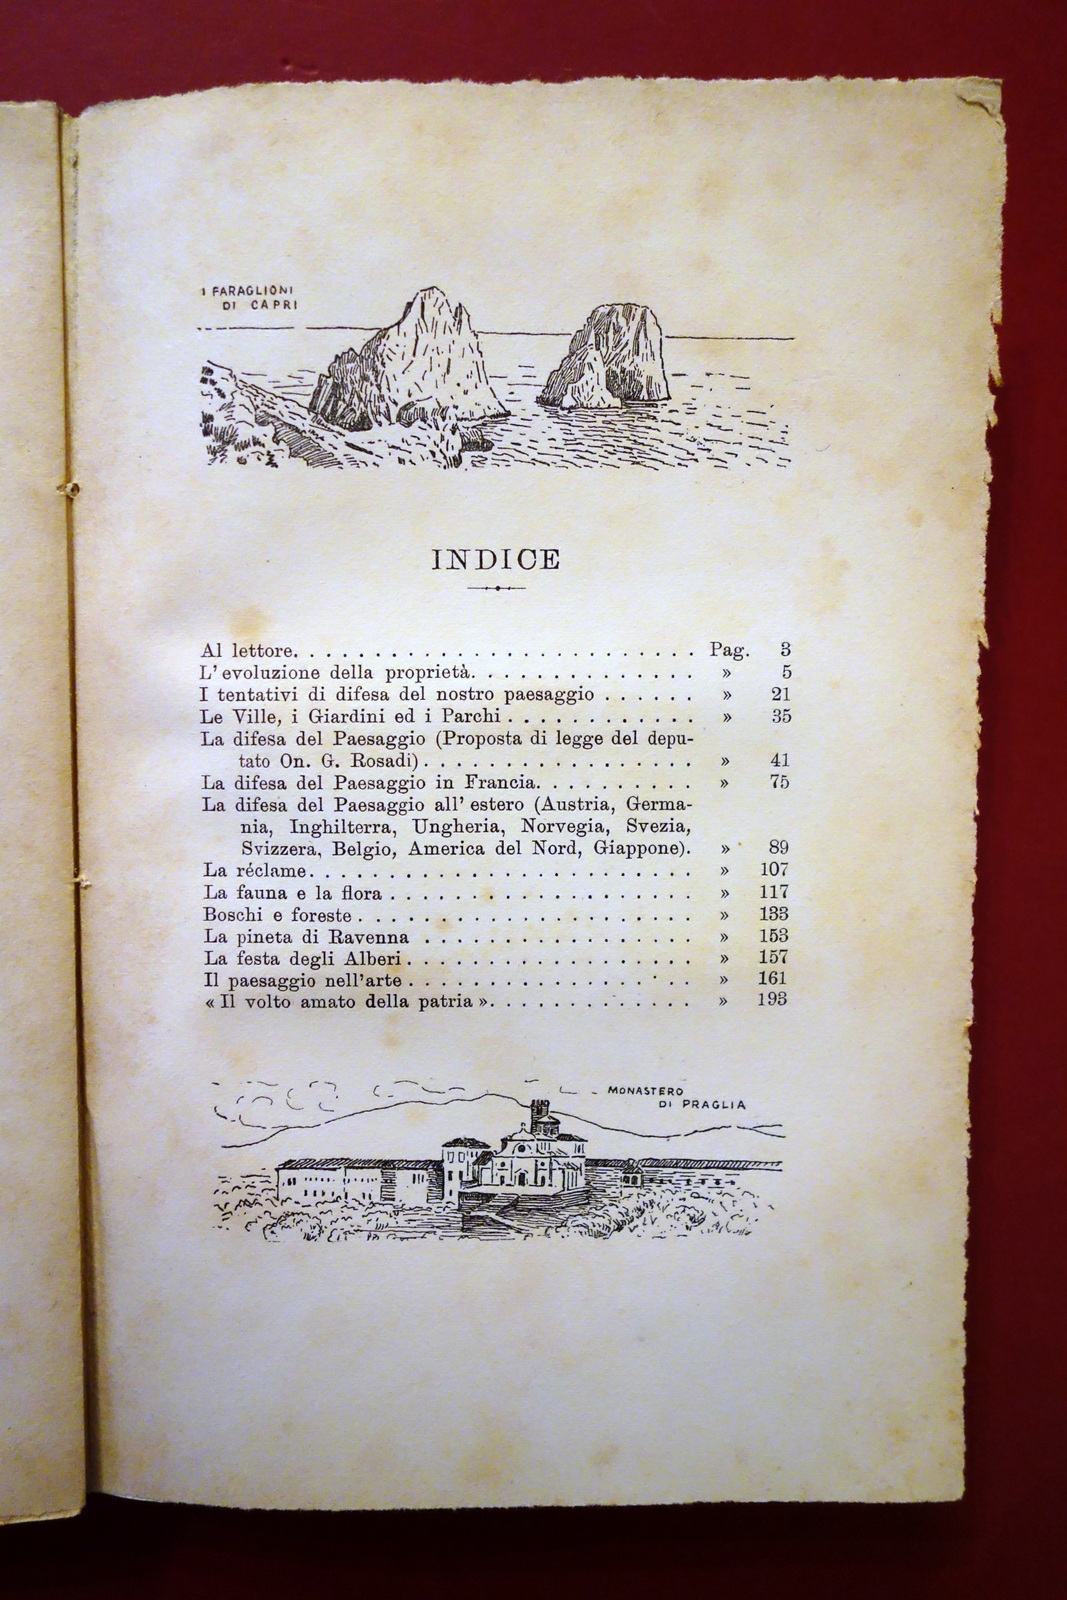 I FARAGLIONI
DI CAPRI
INDICE
Al lettore. . . . . . . . . . . . . . . . . . . . . . . . . Pag. 3
L'evoluzione della proprietà. . . . . . . . . . . . . . » 5
I tentativi di difesa del nostro paesaggio . . . . . . » 21
Le Ville, i Giardini ed i Parchi . . . . . . . . . . . . » 35
La difesa del Paesaggio (Proposta di legge del depu-
tato On. G. Rosadi) . . . . . . . . . . . . . . . . . » 41
La difesa del Paesaggio in Francia. . . . . . . . . . » 75
La difesa del Paesaggio all'estero (Austria, Germa-
nia, Inghilterra, Ungheria, Norvegia, Svezia,
Svizzera, Belgio, America del Nord, Giappone). » 89
La réclame. . . . . . . . . . . . . . . . . . . . . . . . » 107
La fauna e la flora . . . . . . . . . . . . . . . . . . . » 117
Boschi e foreste . . . . . . . . . . . . . . . . . . . . . » 133
La pineta di Ravenna . . . . . . . . . . . . . . . . . » 153
La festa degli Alberi . . . . . . . . . . . . . . . . . . » 157
Il paesaggio nell'arte . . . . . . . . . . . . . . . . . . » 161
« Il volto amato della patria ». . . . . . . . . . . . . » 193
MONASTERO
DI PRAGLIA